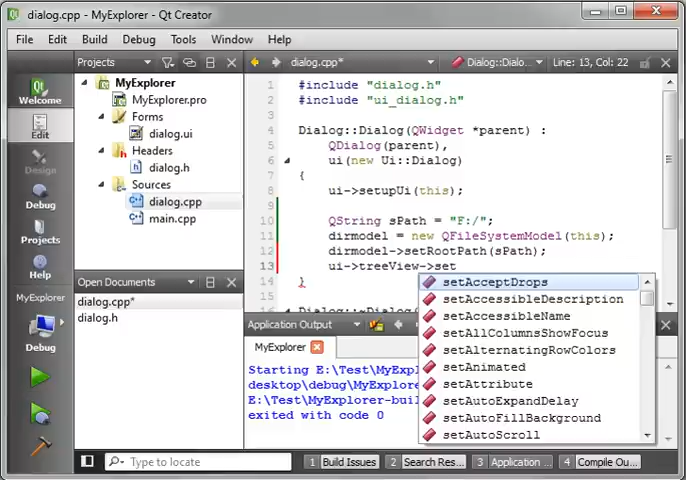 dialog.cpp - MyExplorer - Qt Creator
File Edit Build Debug Tools Window Help
Projects
dialog.cpp*
Dialog::Dialo...
Line: 13, Col: 22
Welcome
Edit
Design
Debug
Projects
Help
MyExplorer
Debug
MyExplorer
MyExplorer.pro
Forms
dialog.ui
Headers
dialog.h
Sources
dialog.cpp
main.cpp
Open Documents
dialog.cpp*
dialog.h
1 #include "dialog.h"
2 #include "ui_dialog.h"
3
4 Dialog::Dialog(QWidget *parent) :
5 QDialog(parent),
6 ui(new Ui::Dialog)
7 {
8 ui->setupUi(this);
9
10 QString sPath = "F:/";
11 dirmodel = new QFileSystemModel(this);
12 dirmodel->setRootPath(sPath);
13 ui->treeView->set
14 }
15
setAcceptDrops
setAccessibleDescription
setAccessibleName
setAllColumnsShowFocus
setAlternatingRowColors
setAnimated
setAttribute
setAutoExpandDelay
setAutoFillBackground
setAutoScroll
Application Output
MyExplorer
Starting E:\Test\MyExpl
desktop\debug\MyExplore
E:\Test\MyExplorer-bui
exited with code 0
Type to locate
1 Build Issues
2 Search Res...
3 Application ...
4 Compile Ou...